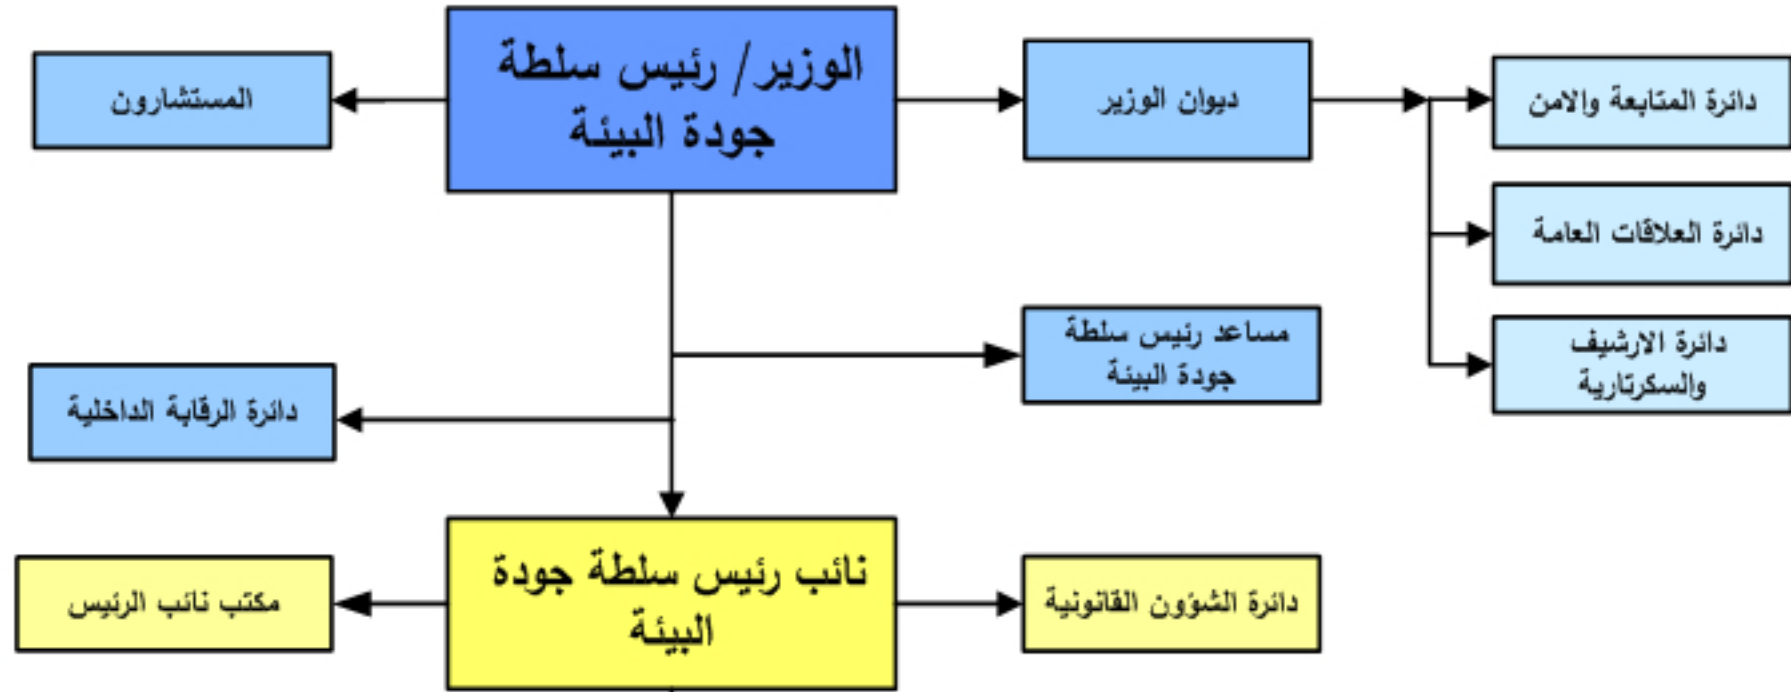 الوزير/ رئيس سلطة
جودة البيئة
ديوان الوزير
المستشارون
دائرة المتابعة والامن
دائرة العلاقات العامة
دائرة الارشيف
والسكرتارية
مساعد رئيس سلطة
جودة البيئة
دائرة الرقابة الداخلية
نائب رئيس سلطة جودة
البيئة
دائرة الشؤون القانونية
مكتب نائب الرئيس